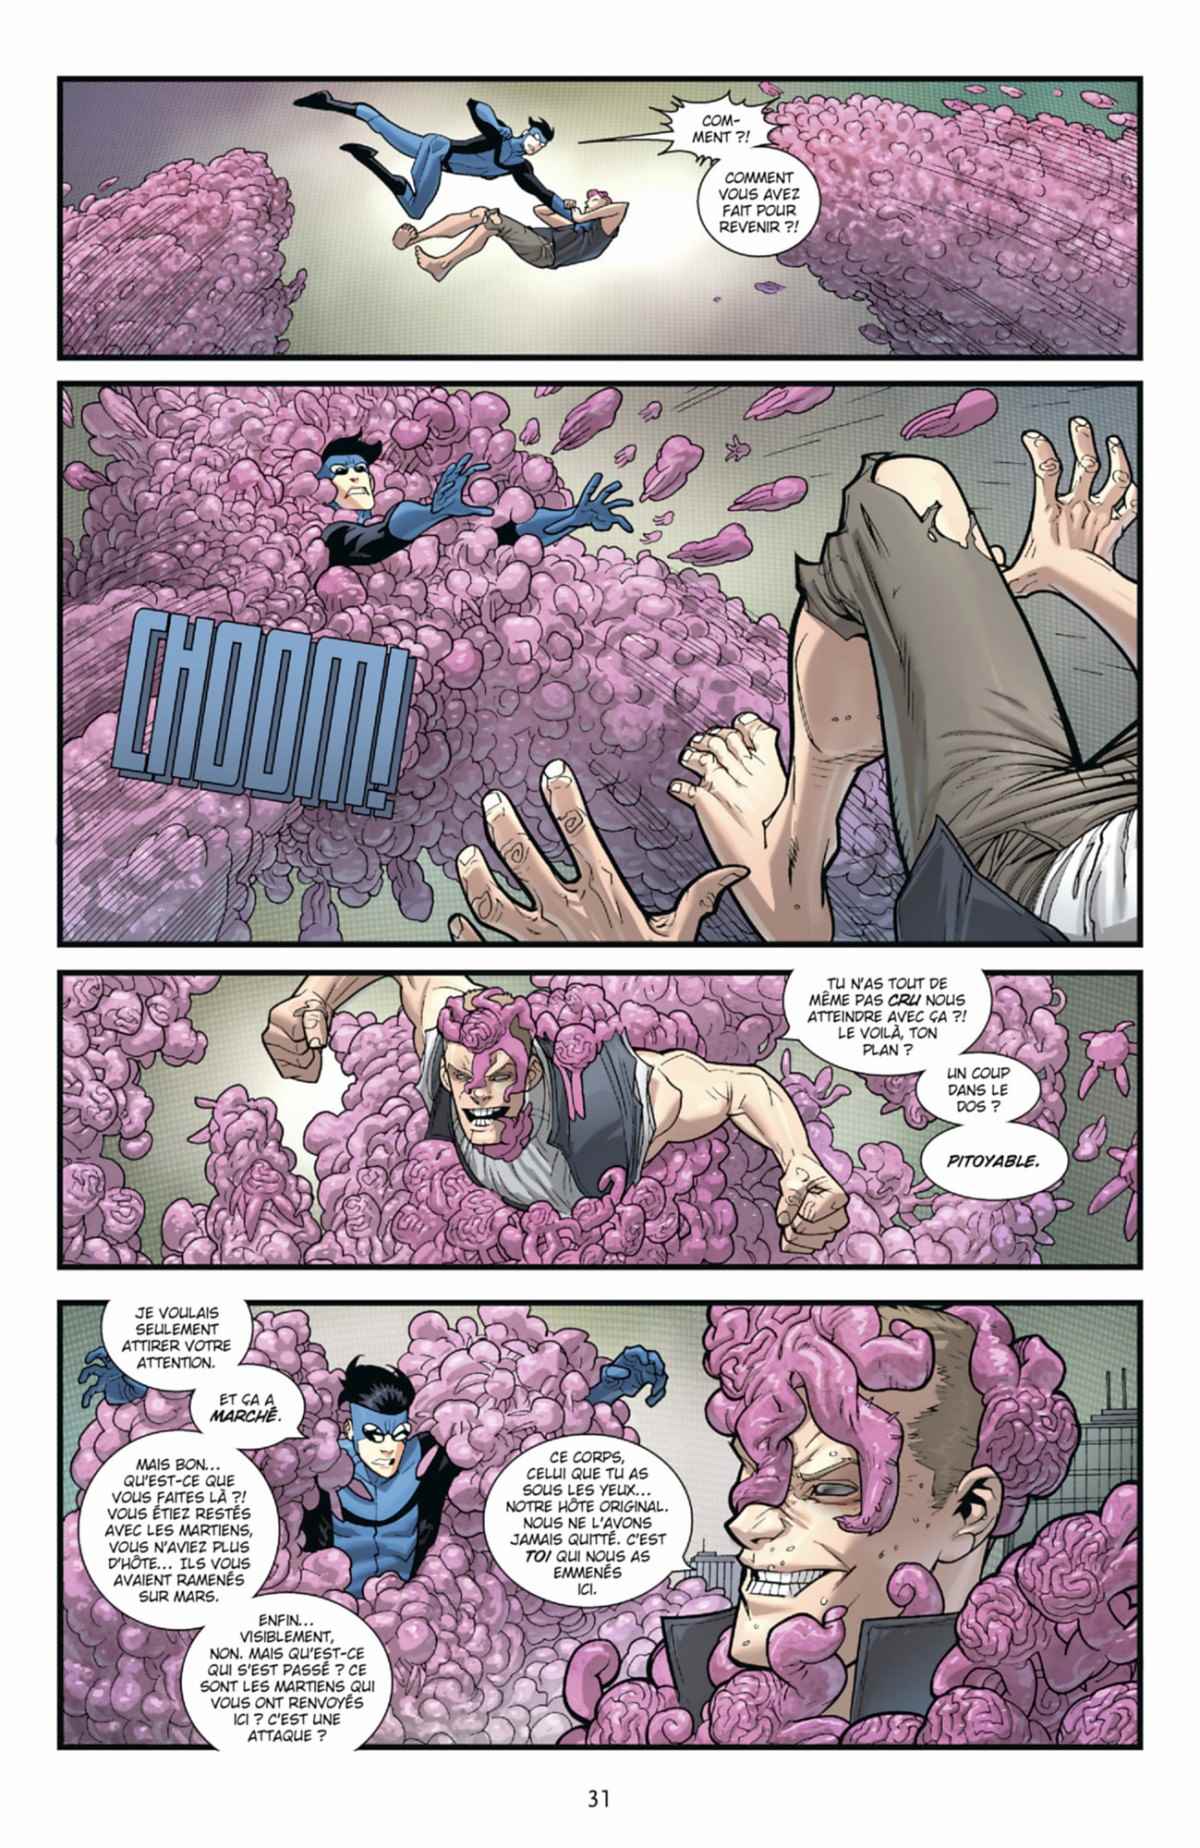 COM-
MENT ?!
COMMENT
VOUS AVEZ
FAIT POUR
REVENIR ?!
CHOOM!
TU N'AS TOUT DE
MÊME PAS CRU NOUS
ATTEINDRE AVEC ÇA ?!
LE VOILÀ, TON
PLAN ?
UN COUP
DANS LE
DOS ?
PITOYABLE.
JE VOULAIS
SEULEMENT
ATTIRER VOTRE
ATTENTION.
ET ÇA A
MARCHÉ.
MAIS BON...
QU'EST-CE QUE
VOUS FAITES LÀ ?!
VOUS ÉTIEZ RESTÉS
AVEC LES MARTIENS,
VOUS N'AVIEZ PLUS
D'HÔTE... ILS VOUS
AVAIENT RAMENÉS
SUR MARS.
ENFIN...
VISIBLEMENT,
NON. MAIS QU'EST-CE
QUI S'EST PASSÉ ? CE
SONT LES MARTIENS QUI
VOUS ONT RENVOYÉS
ICI ? C'EST UNE
ATTAQUE ?
CE CORPS,
CELUI QUE TU AS
SOUS LES YEUX...
NOTRE HÔTE ORIGINAL.
NOUS NE L'AVONS
JAMAIS QUITTÉ. C'EST
TOI QUI NOUS AS
EMMENÉS
ICI.
31